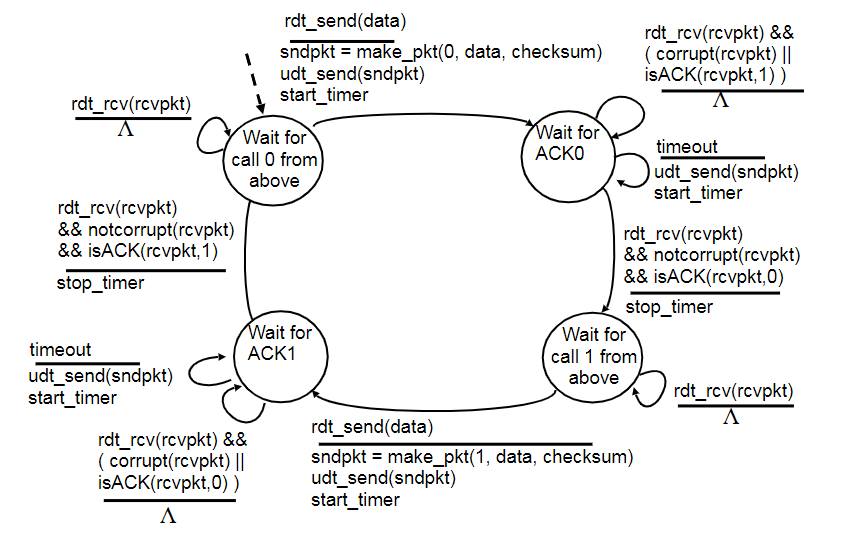 rdt_send(data)
sndpkt = make_pkt(0, data, checksum)
udt_send(sndpkt)
start_timer
rdt_rcv(rcvpkt) &&
( corrupt(rcvpkt) ||
isACK(rcvpkt,1) )
Λ
rdt_rcv(rcvpkt)
Λ
Wait for
call 0 from
above
Wait for
ACK0
timeout
udt_send(sndpkt)
start_timer
rdt_rcv(rcvpkt)
&& notcorrupt(rcvpkt)
&& isACK(rcvpkt,1)
stop_timer
rdt_rcv(rcvpkt)
&& notcorrupt(rcvpkt)
&& isACK(rcvpkt,0)
stop_timer
timeout
udt_send(sndpkt)
start_timer
Wait for
ACK1
Wait for
call 1 from
above
rdt_rcv(rcvpkt)
Λ
rdt_rcv(rcvpkt) &&
( corrupt(rcvpkt) ||
isACK(rcvpkt,0) )
Λ
rdt_send(data)
sndpkt = make_pkt(1, data, checksum)
udt_send(sndpkt)
start_timer